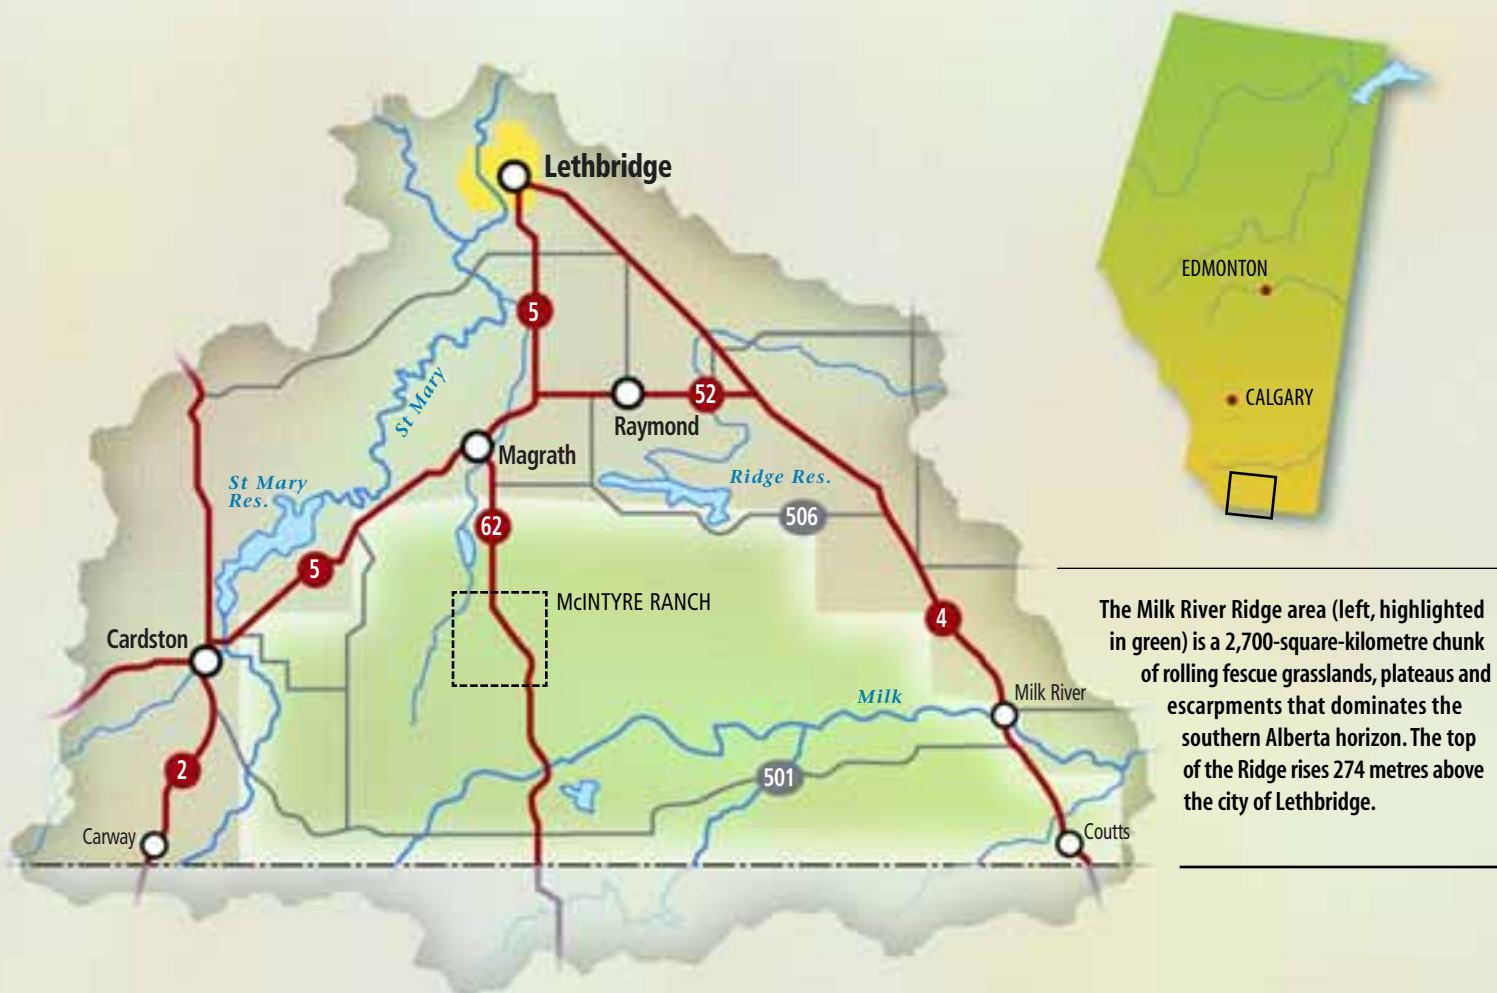 Lethbridge
EDMONTON
5
St Mary
CALGARY
52
Raymond
Magrath
St Mary
Res.
Ridge Res.
506
62
5
McINTYRE RANCH
4
Cardston
Milk River
Milk
2
501
Carway
Coutts
The Milk River Ridge area (left, highlighted
in green) is a 2,700-square-kilometre chunk
of rolling fescue grasslands, plateaus and
escarpments that dominates the
southern Alberta horizon. The top
of the Ridge rises 274 metres above
the city of Lethbridge.